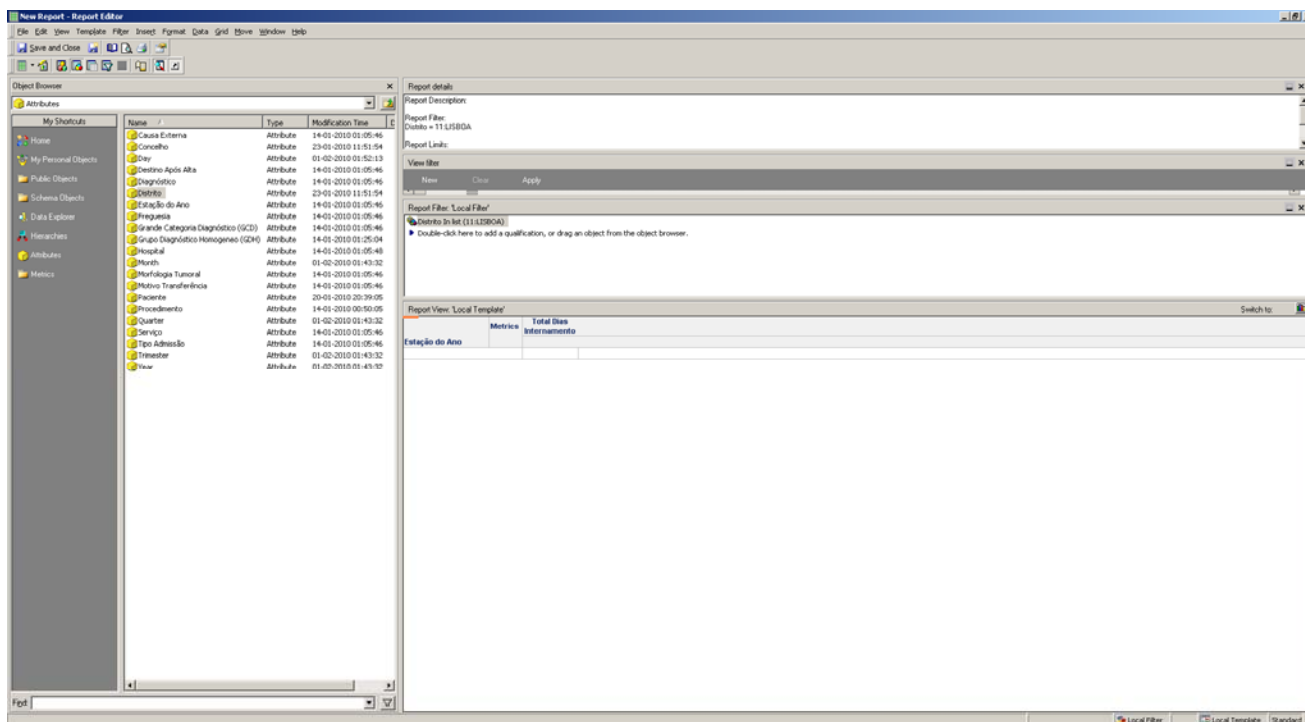 New Report - Report Editor
File Edit View Template Filter Insert Format Data Grid Move Window Help
Save and Close
Object Browser
Attributes
My Shortcuts
Home
My Personal Objects
Public Objects
Schema Objects
Data Explorer
Hierarchies
Attributes
Metrics
Name Type Modification Time
Causa Externa Attribute 14-01-2010 01:05:46
Concelho Attribute 23-01-2010 11:51:54
Day Attribute 01-02-2010 01:52:13
Destino Após Alta Attribute 14-01-2010 01:05:46
Diagnóstico Attribute 14-01-2010 01:05:46
Distrito Attribute 23-01-2010 11:51:54
Estação do Ano Attribute 14-01-2010 01:05:46
Freguesia Attribute 14-01-2010 01:05:46
Grande Categoria Diagnóstico (GCD) Attribute 14-01-2010 01:05:46
Grupo Diagnóstico Homogeneo (GDH) Attribute 14-01-2010 01:25:04
Hospital Attribute 14-01-2010 01:05:48
Month Attribute 01-02-2010 01:43:32
Morfologia Tumoral Attribute 14-01-2010 01:05:46
Motivo Transferência Attribute 14-01-2010 01:05:46
Paciente Attribute 20-01-2010 20:39:05
Procedimento Attribute 14-01-2010 00:50:05
Quarter Attribute 01-02-2010 01:43:32
Serviço Attribute 14-01-2010 01:05:46
Tipo Admissão Attribute 14-01-2010 01:05:46
Trimester Attribute 01-02-2010 01:43:32
Year Attribute 01-02-2010 01:43:32
Find:
Report details
Report Description:
Report Filter:
Distrito = 11:LISBOA
Report Limits:
View filter
New Clear Apply
Report Filter: 'Local Filter'
Distrito In list (11:LISBOA)
Double-click here to add a qualification, or drag an object from the object browser.
Report View: 'Local Template' Switch to:
Metrics Total Dias Internamento
Estação do Ano
Local Filter Local Template Standard